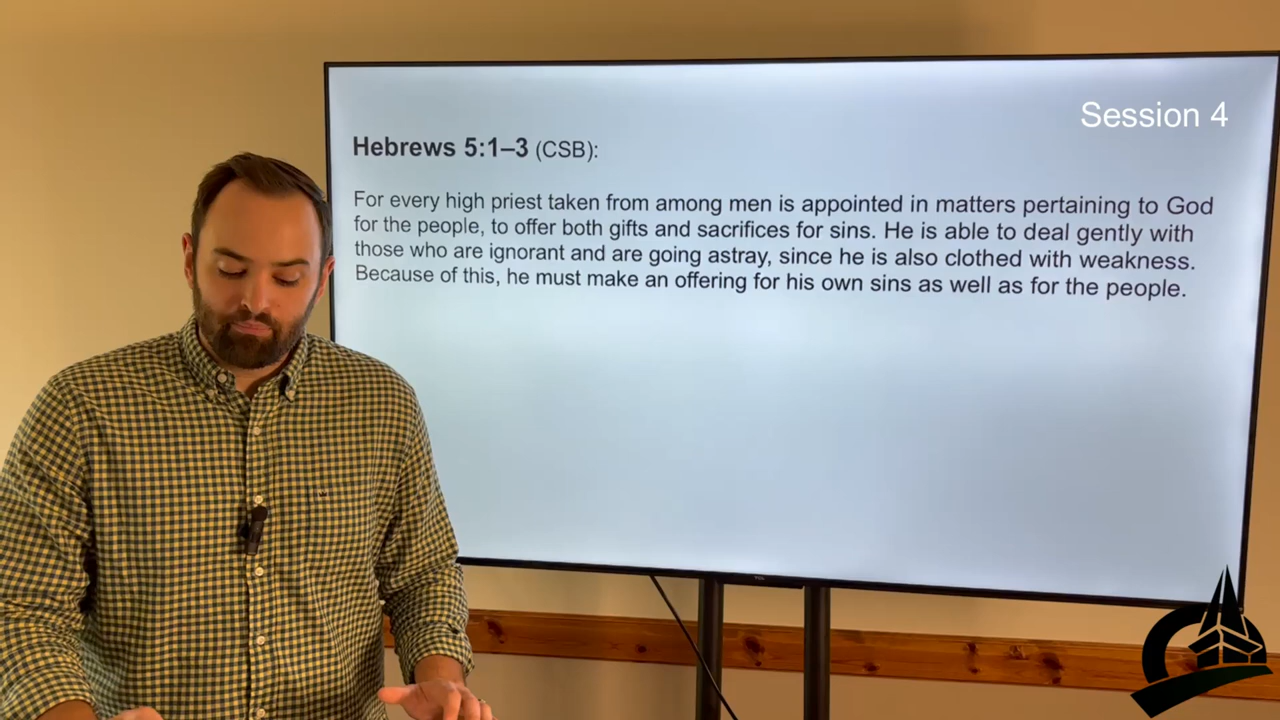 Session 4
Hebrews 5:1–3 (CSB):
For every high priest taken from among men is appointed in matters pertaining to God
for the people, to offer both gifts and sacrifices for sins. He is able to deal gently with
those who are ignorant and are going astray, since he is also clothed with weakness.
Because of this, he must make an offering for his own sins as well as for the people.
TCL